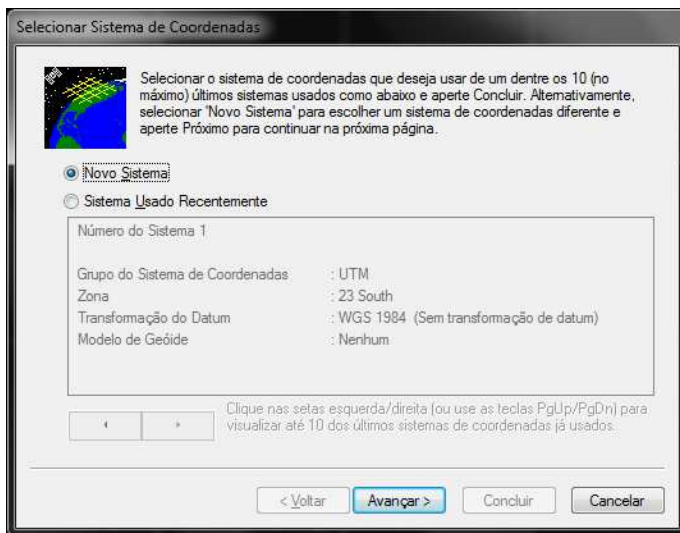 Selecionar Sistema de Coordenadas
Selecionar o sistema de coordenadas que deseja usar de um dentre os 10 (no
máximo) últimos sistemas usados como abaixo e aperte Concluir. Alternativamente,
selecionar 'Novo Sistema' para escolher um sistema de coordenadas diferente e
aperte Próximo para continuar na próxima página.
Novo Sistema
Sistema Usado Recentemente
Número do Sistema 1
Grupo do Sistema de Coordenadas : UTM
Zona : 23 South
Transformação do Datum : WGS 1984 (Sem transformação de datum)
Modelo de Geóide : Nenhum
Clique nas setas esquerda/direita (ou use as teclas PgUp/PgDn) para
visualizar até 10 dos últimos sistemas de coordenadas já usados.
< Voltar Avançar > Concluir Cancelar